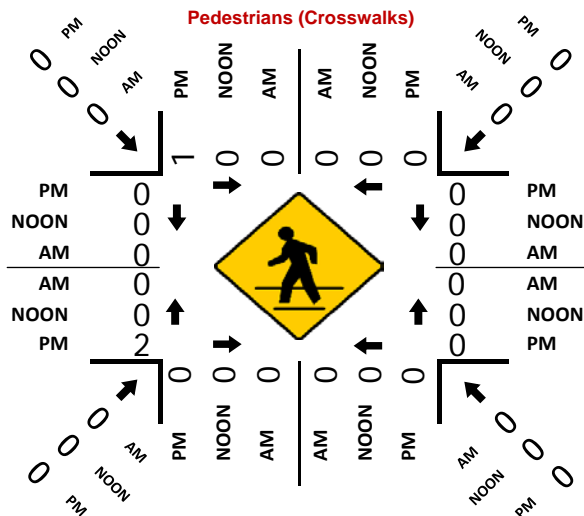 Pedestrians (Crosswalks)
0 PM
0 NOON
0 AM
PM NOON AM AM NOON PM
PM 0
NOON 0
AM 0
1 0 0 0 0 0
PM 0 0 PM
NOON 0 0 NOON
AM 0 0 AM
AM 0 0 AM
NOON 0 0 NOON
PM 2 0 PM
0 0 0 0 0 0
PM NOON AM AM NOON PM
0 AM
0 NOON
0 PM
AM 0
NOON 0
PM 0